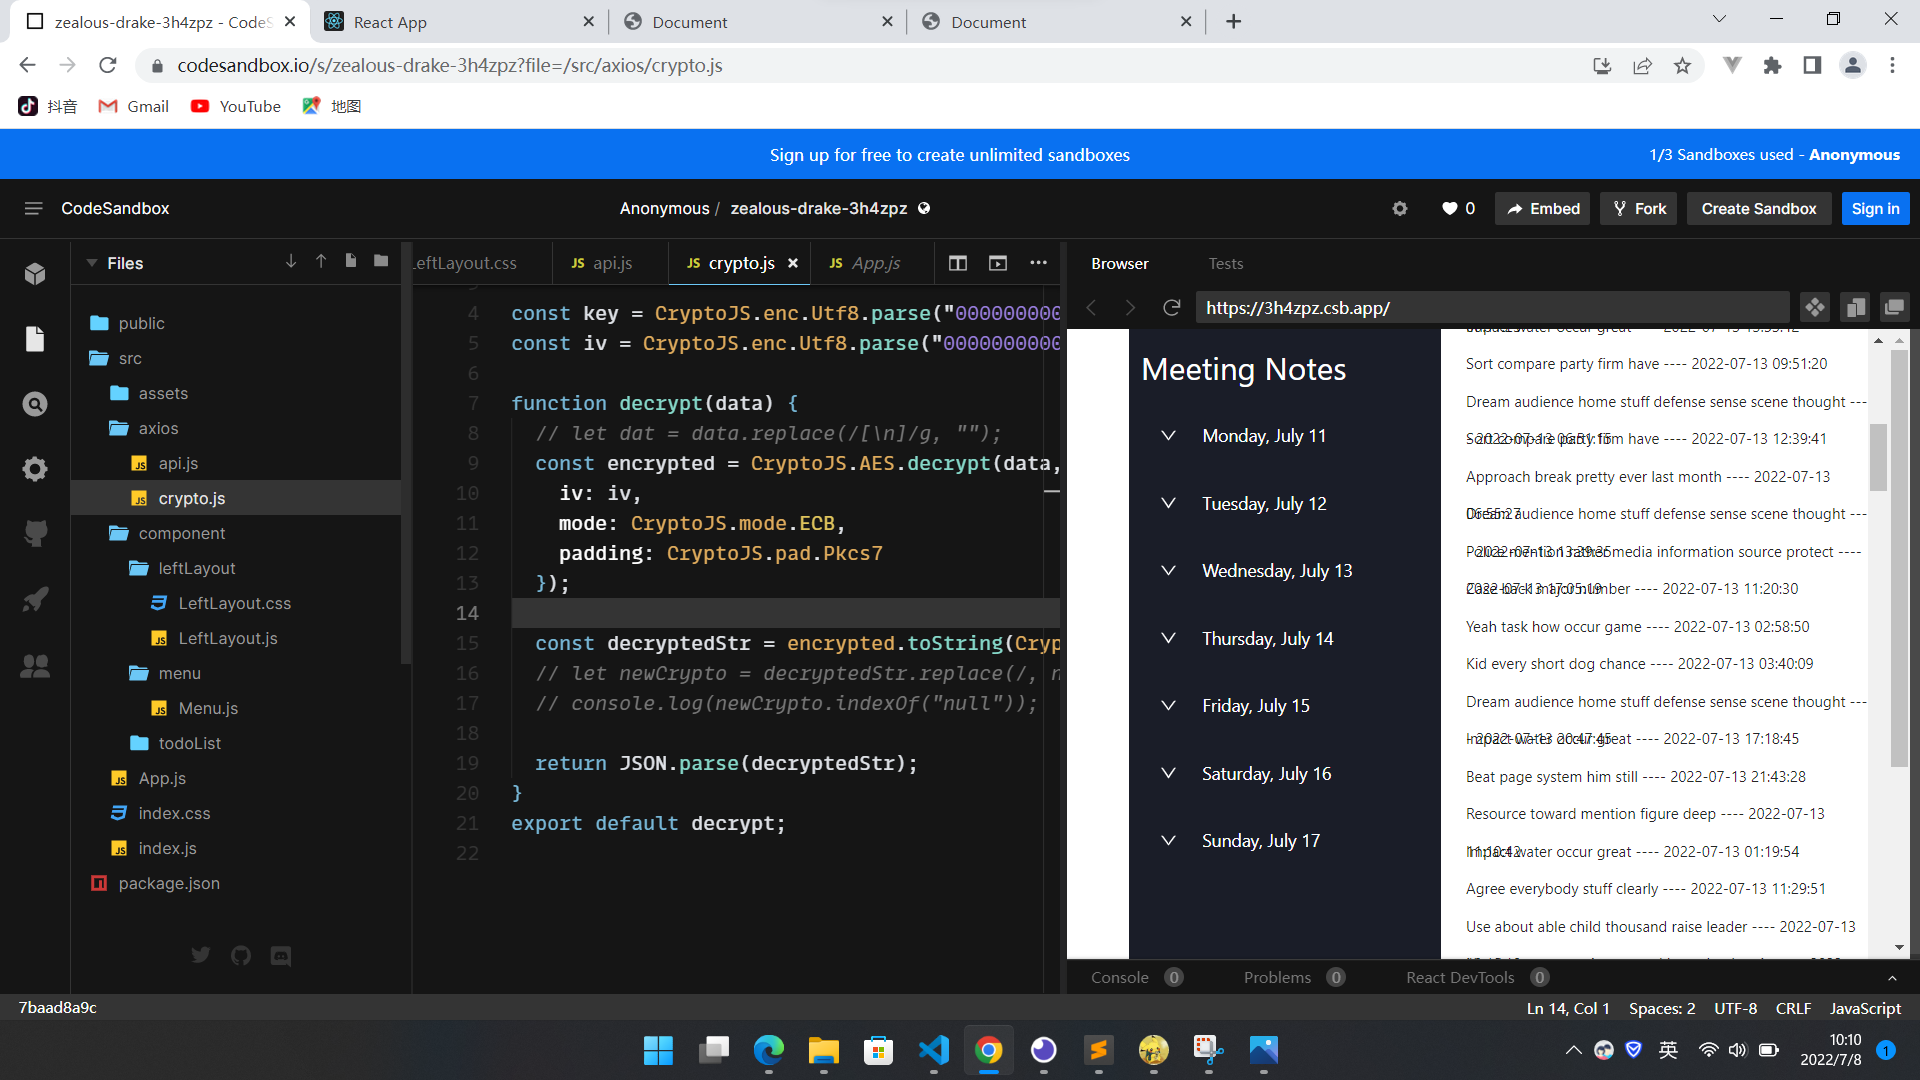 zealous-drake-3h4zpz - CodeS
React App
Document
Document
codesandbox.io/s/zealous-drake-3h4zpz?file=/src/axios/crypto.js
抖音
Gmail
YouTube
地图
Sign up for free to create unlimited sandboxes
1/3 Sandboxes used - Anonymous
CodeSandbox
Anonymous / zealous-drake-3h4zpz
0
Embed
Fork
Create Sandbox
Sign in
Files
public
src
assets
axios
api.js
crypto.js
component
leftLayout
LeftLayout.css
LeftLayout.js
menu
Menu.js
todoList
App.js
index.css
index.js
package.json
LeftLayout.css
JS api.js
JS crypto.js
JS App.js
4 const key = CryptoJS.enc.Utf8.parse("0000000000
5 const iv = CryptoJS.enc.Utf8.parse("0000000000
6
7 function decrypt(data) {
8 // let dat = data.replace(/[\n]/g, "");
9 const encrypted = CryptoJS.AES.decrypt(data,
10 iv: iv,
11 mode: CryptoJS.mode.ECB,
12 padding: CryptoJS.pad.Pkcs7
13 });
14
15 const decryptedStr = encrypted.toString(Cryp
16 // let newCrypto = decryptedStr.replace(/, n
17 // console.log(newCrypto.indexOf("null"));
18
19 return JSON.parse(decryptedStr);
20 }
21 export default decrypt;
22
Browser
Tests
https://3h4zpz.csb.app/
Meeting Notes
Monday, July 11
Tuesday, July 12
Wednesday, July 13
Thursday, July 14
Friday, July 15
Saturday, July 16
Sunday, July 17
Sort compare party firm have ---- 2022-07-13 09:51:20
Dream audience home stuff defense sense scene thought ---
- 2022-07-13 06:51:15
Sort compare party firm have ---- 2022-07-13 12:39:41
Approach break pretty ever last month ---- 2022-07-13
06:55:27
Dream audience home stuff defense sense scene thought ---
- 2022-07-13 13:39:35
Police mention rather media information source protect ----
2022-07-13 17:05:19
Case back major number ---- 2022-07-13 11:20:30
Yeah task how occur game ---- 2022-07-13 02:58:50
Kid every short dog chance ---- 2022-07-13 03:40:09
Dream audience home stuff defense sense scene thought ---
- 2022-07-13 20:47:45
Impact water occur great ---- 2022-07-13 17:18:45
Beat page system him still ---- 2022-07-13 21:43:28
Resource toward mention figure deep ---- 2022-07-13
11:10:42
Impact water occur great ---- 2022-07-13 01:19:54
Agree everybody stuff clearly ---- 2022-07-13 11:29:51
Use about able child thousand raise leader ---- 2022-07-13
Console 0
Problems 0
React DevTools 0
7baad8a9c
Ln 14, Col 1
Spaces: 2
UTF-8
CRLF
JavaScript
英
10:10
2022/7/8
1